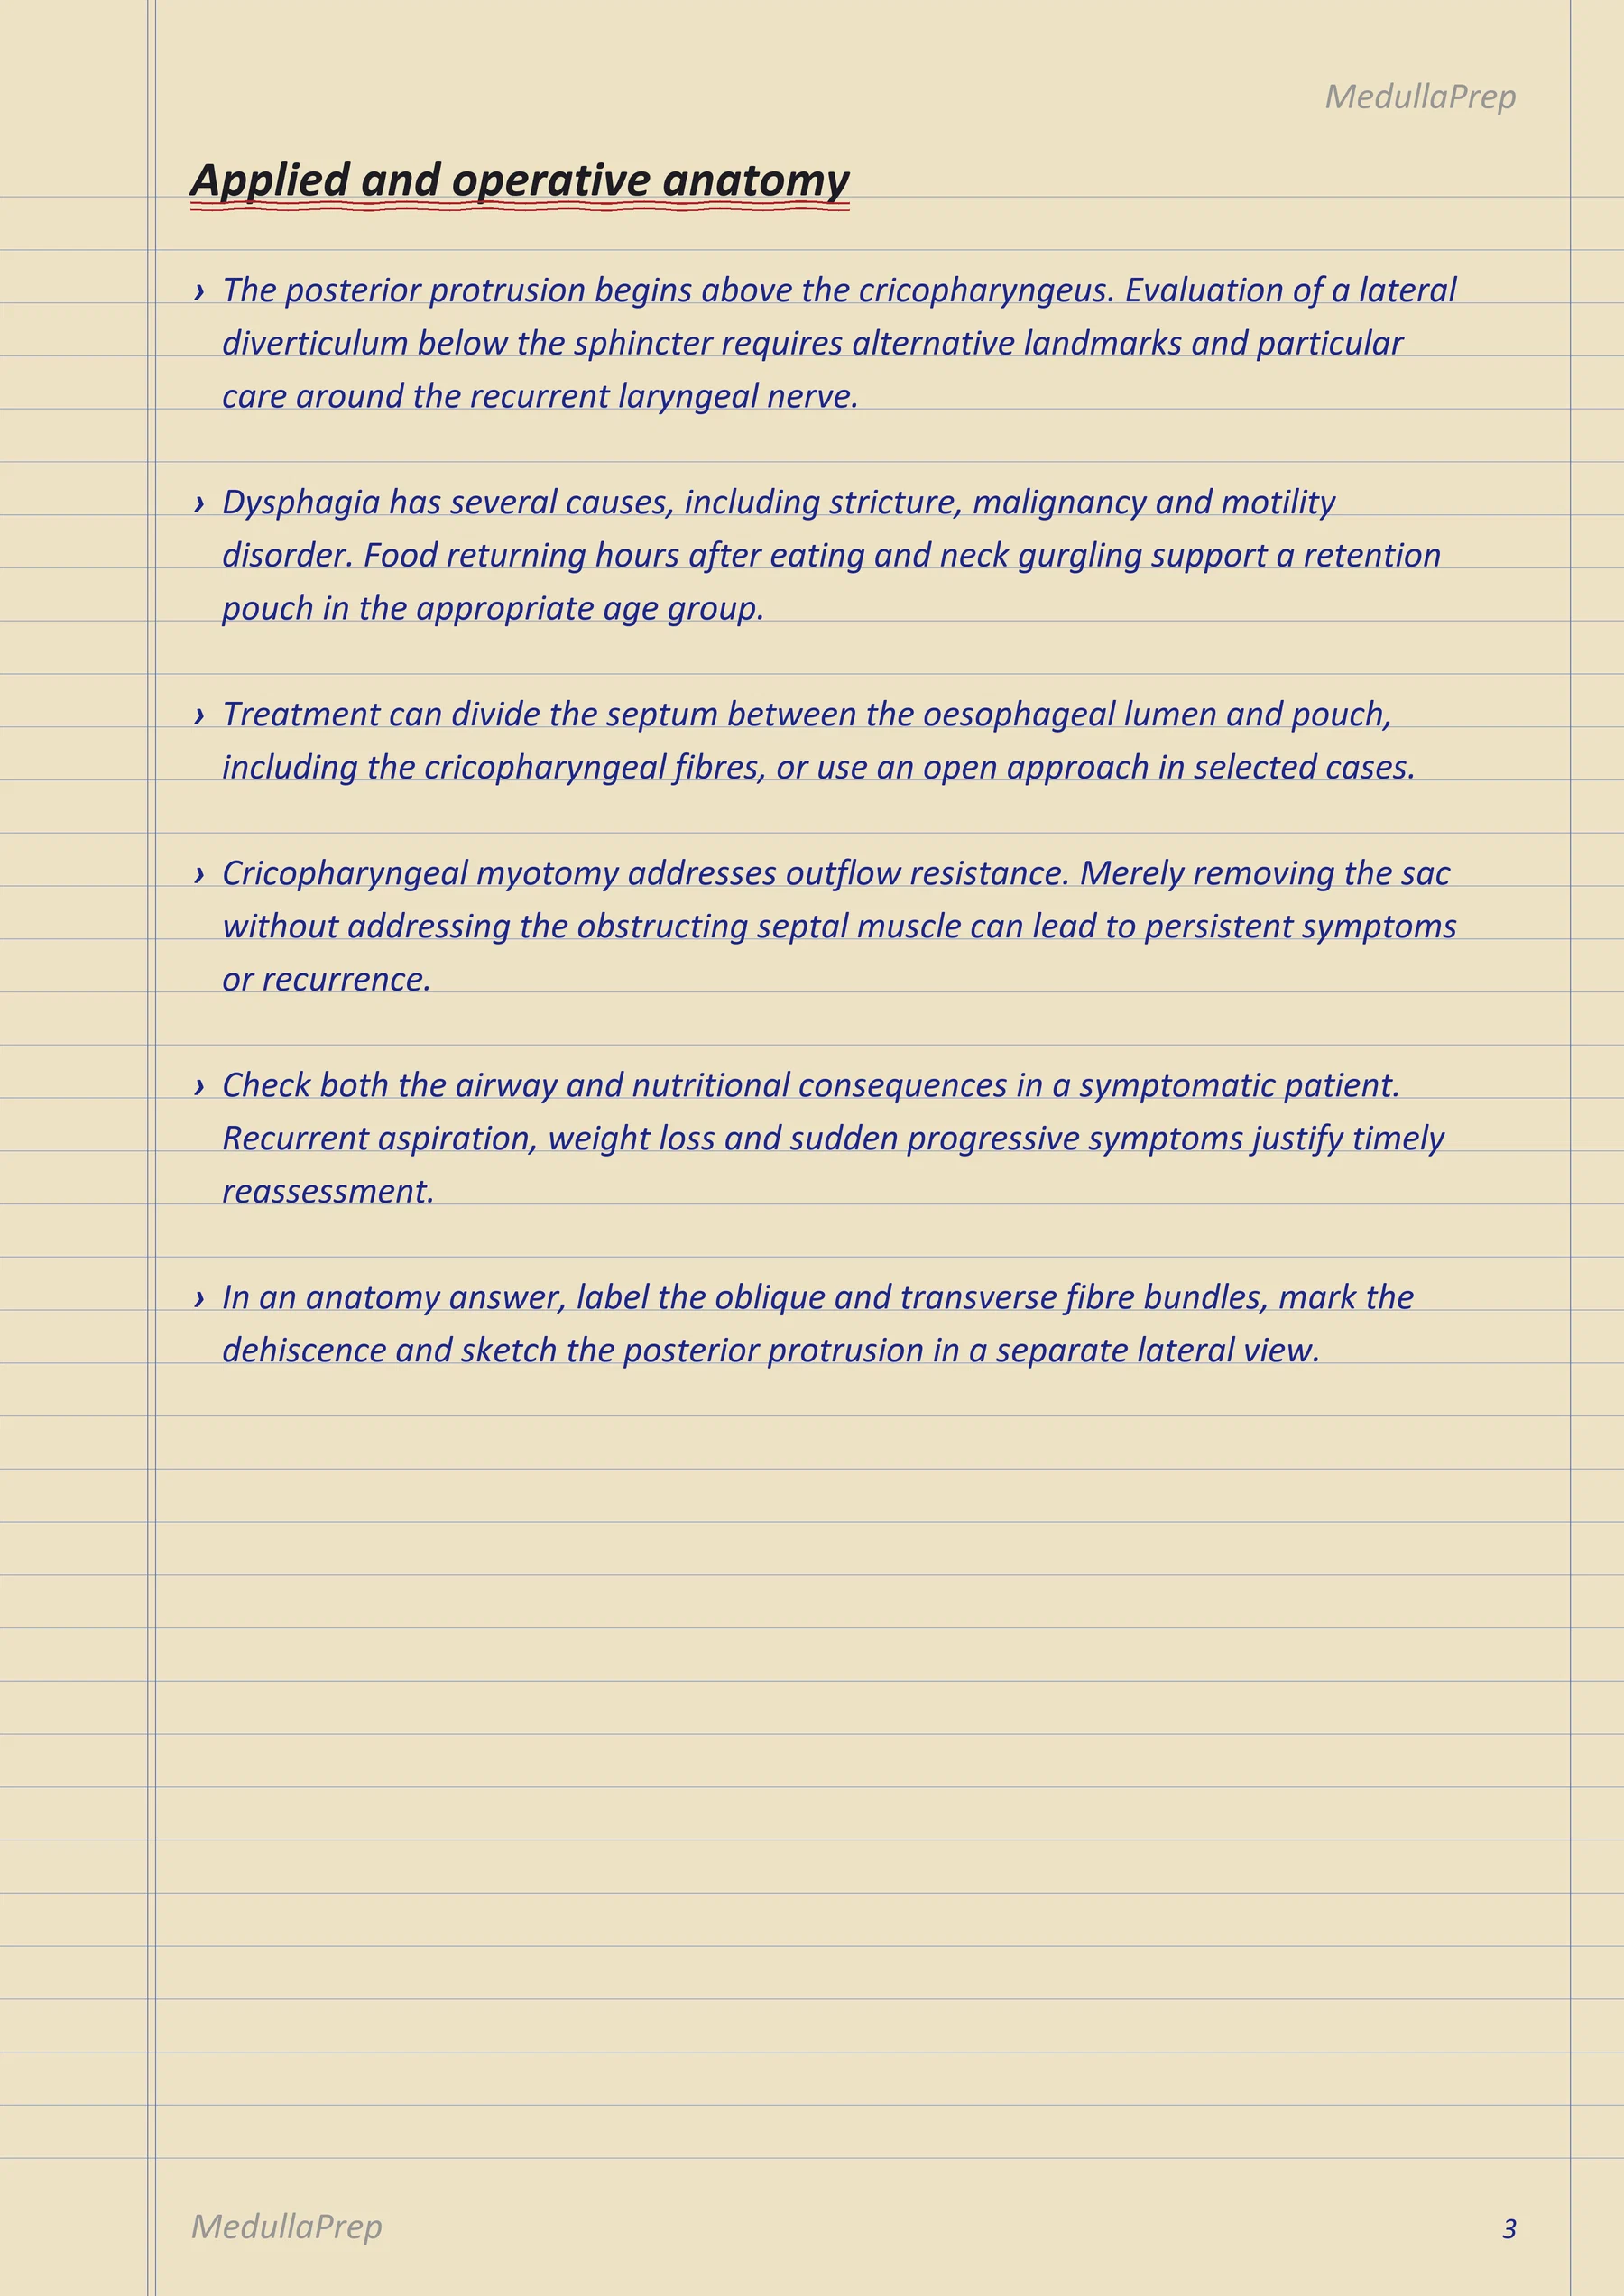 MedullaPrep
Applied and operative anatomy
› The posterior protrusion begins above the cricopharyngeus. Evaluation of a lateral
diverticulum below the sphincter requires alternative landmarks and particular
care around the recurrent laryngeal nerve.
› Dysphagia has several causes, including stricture, malignancy and motility
disorder. Food returning hours after eating and neck gurgling support a retention
pouch in the appropriate age group.
› Treatment can divide the septum between the oesophageal lumen and pouch,
including the cricopharyngeal fibres, or use an open approach in selected cases.
› Cricopharyngeal myotomy addresses outflow resistance. Merely removing the sac
without addressing the obstructing septal muscle can lead to persistent symptoms
or recurrence.
› Check both the airway and nutritional consequences in a symptomatic patient.
Recurrent aspiration, weight loss and sudden progressive symptoms justify timely
reassessment.
› In an anatomy answer, label the oblique and transverse fibre bundles, mark the
dehiscence and sketch the posterior protrusion in a separate lateral view.
MedullaPrep
3